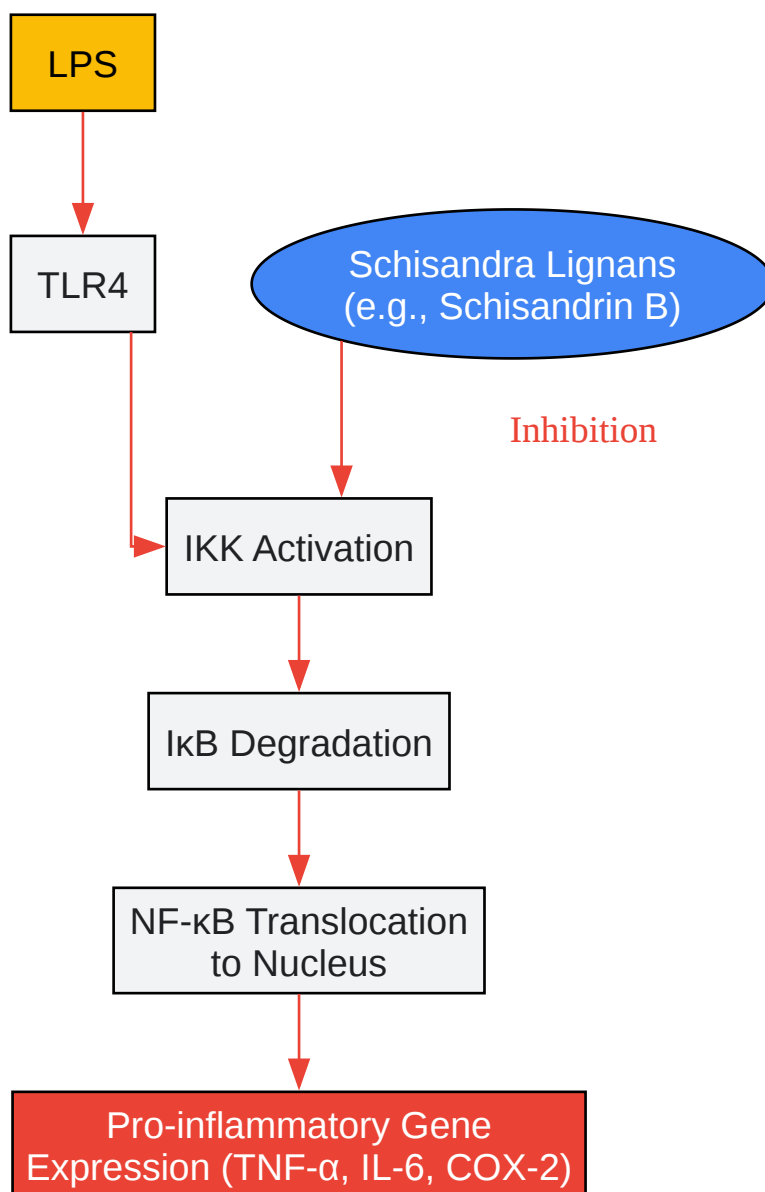 LPS
TLR4
Schisandra Lignans
(e.g., Schisandrin B)
Inhibition
IKK Activation
IκB Degradation
NF-κB Translocation
to Nucleus
Pro-inflammatory Gene
Expression (TNF-α, IL-6, COX-2)